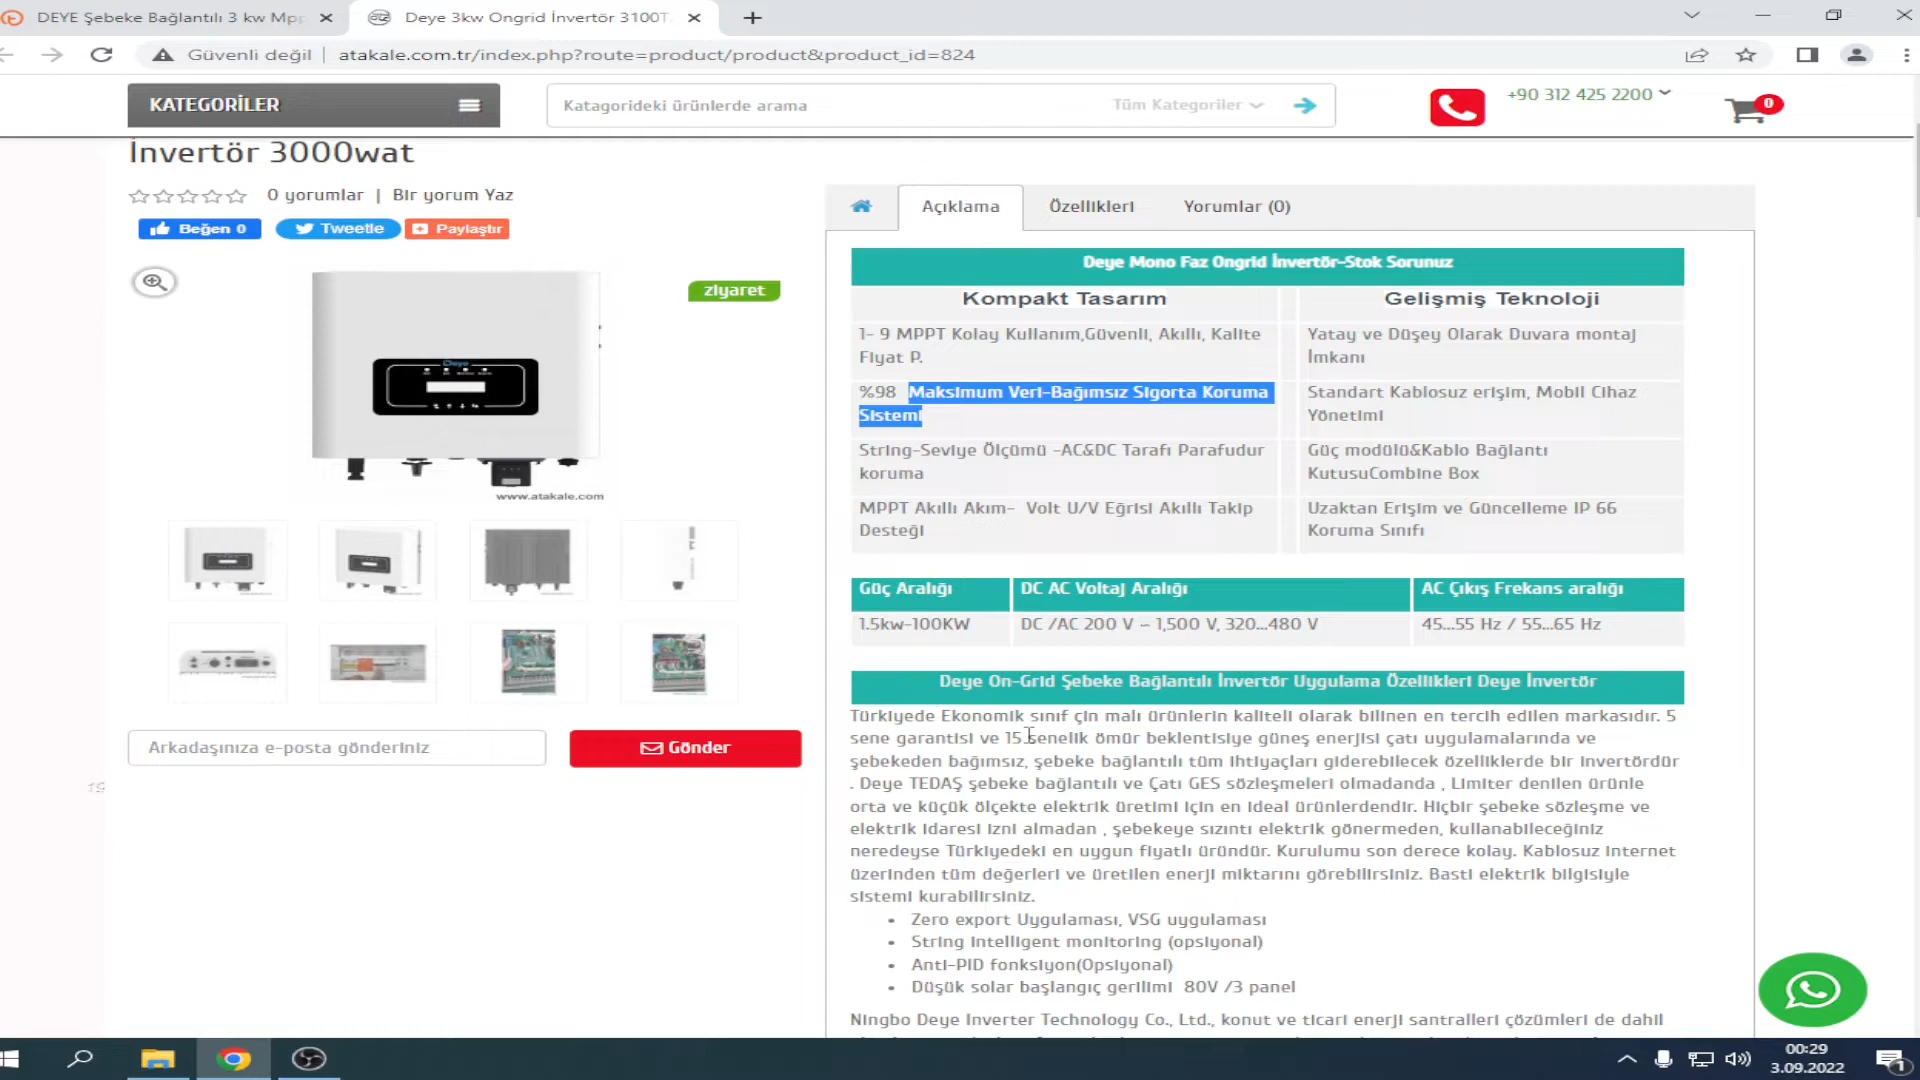 DEYE Şebeke Bağlantılı 3 kw Mpp
Deye 3kw Ongrid İnvertör 3100T
Güvenli değil
atakale.com.tr/index.php?route=product/product&product_id=824
KATEGORİLER
Katagorideki ürünlerde arama
Tüm Kategoriler
+90 312 425 2200
0
İnvertör 3000wat
0 yorumlar | Bir yorum Yaz
Beğen 0
Tweetle
Paylaştır
ziyaret
Deye
www.atakale.com
Arkadaşınıza e-posta gönderiniz
Gönder
Açıklama
Özellikleri
Yorumlar (0)
Deye Mono Faz Ongrid İnvertör-Stok Sorunuz
Kompakt Tasarım
Gelişmiş Teknoloji
1- 9 MPPT Kolay Kullanım,Güvenli, Akıllı, Kalite
Fiyat P.
Yatay ve Düşey Olarak Duvara montaj
İmkanı
%98 Maksimum Veri-Bağımsız Sigorta Koruma
Sistemi
Standart Kablosuz erişim, Mobil Cihaz
Yönetimi
String-Seviye Ölçümü -AC&DC Tarafı Parafudur
koruma
Güç modülü&Kablo Bağlantı
KutusuCombine Box
MPPT Akıllı Akım- Volt U/V Eğrisi Akıllı Takip
Desteği
Uzaktan Erişim ve Güncelleme IP 66
Koruma Sınıfı
Güç Aralığı
DC AC Voltaj Aralığı
AC Çıkış Frekans aralığı
1.5kw-100KW
DC /AC 200 V – 1,500 V, 320...480 V
45...55 Hz / 55...65 Hz
Deye On-Grid Şebeke Bağlantılı İnvertör Uygulama Özellikleri Deye İnvertör
Türkiyede Ekonomik sınıf çin malı ürünlerin kaliteli olarak bilinen en tercih edilen markasıdır. 5
sene garantisi ve 15 senelik ömür beklentisiye güneş enerjisi çatı uygulamalarında ve
şebekeden bağımsız, şebeke bağlantılı tüm ihtiyaçları giderebilecek özelliklerde bir invertördür
. Deye TEDAŞ şebeke bağlantılı ve Çatı GES sözleşmeleri olmadanda , Limiter denilen ürünle
orta ve küçük ölçekte elektrik üretimi için en ideal ürünlerdendir. Hiçbir şebeke sözleşme ve
elektrik idaresi izni almadan , şebekeye sızıntı elektrik gönermeden, kullanabileceğiniz
neredeyse Türkiyedeki en uygun fiyatlı üründür. Kurulumu son derece kolay. Kablosuz internet
üzerinden tüm değerleri ve üretilen enerji miktarını görebilirsiniz. Basti elektrik bilgisiyle
sistemi kurabilirsiniz.
• Zero export Uygulaması, VSG uygulaması
• String intelligent monitoring (opsiyonal)
• Anti-PID fonksiyon(Opsiyonal)
• Düşük solar başlangıç gerilimi 80V /3 panel
Ningbo Deye Inverter Technology Co., Ltd., konut ve ticari enerji santralleri çözümleri de dahil
00:29
3.09.2022
1